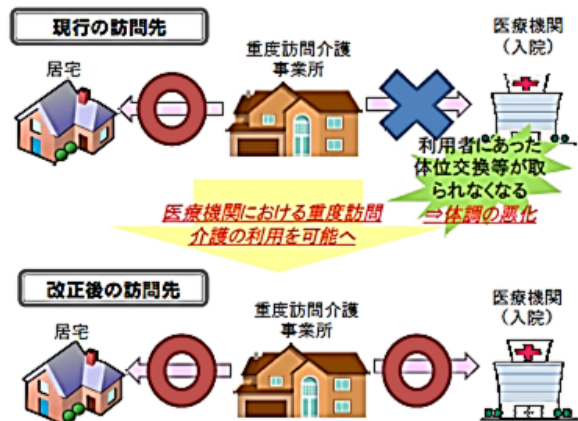 現行の訪問先
居宅
重度訪問介護
事業所
医療機関
（入院）
利用者にあった
体位交換等が取
られなくなる
⇒体調の悪化
医療機関における重度訪問
介護の利用を可能へ
改正後の訪問先
居宅
重度訪問介護
事業所
医療機関
（入院）